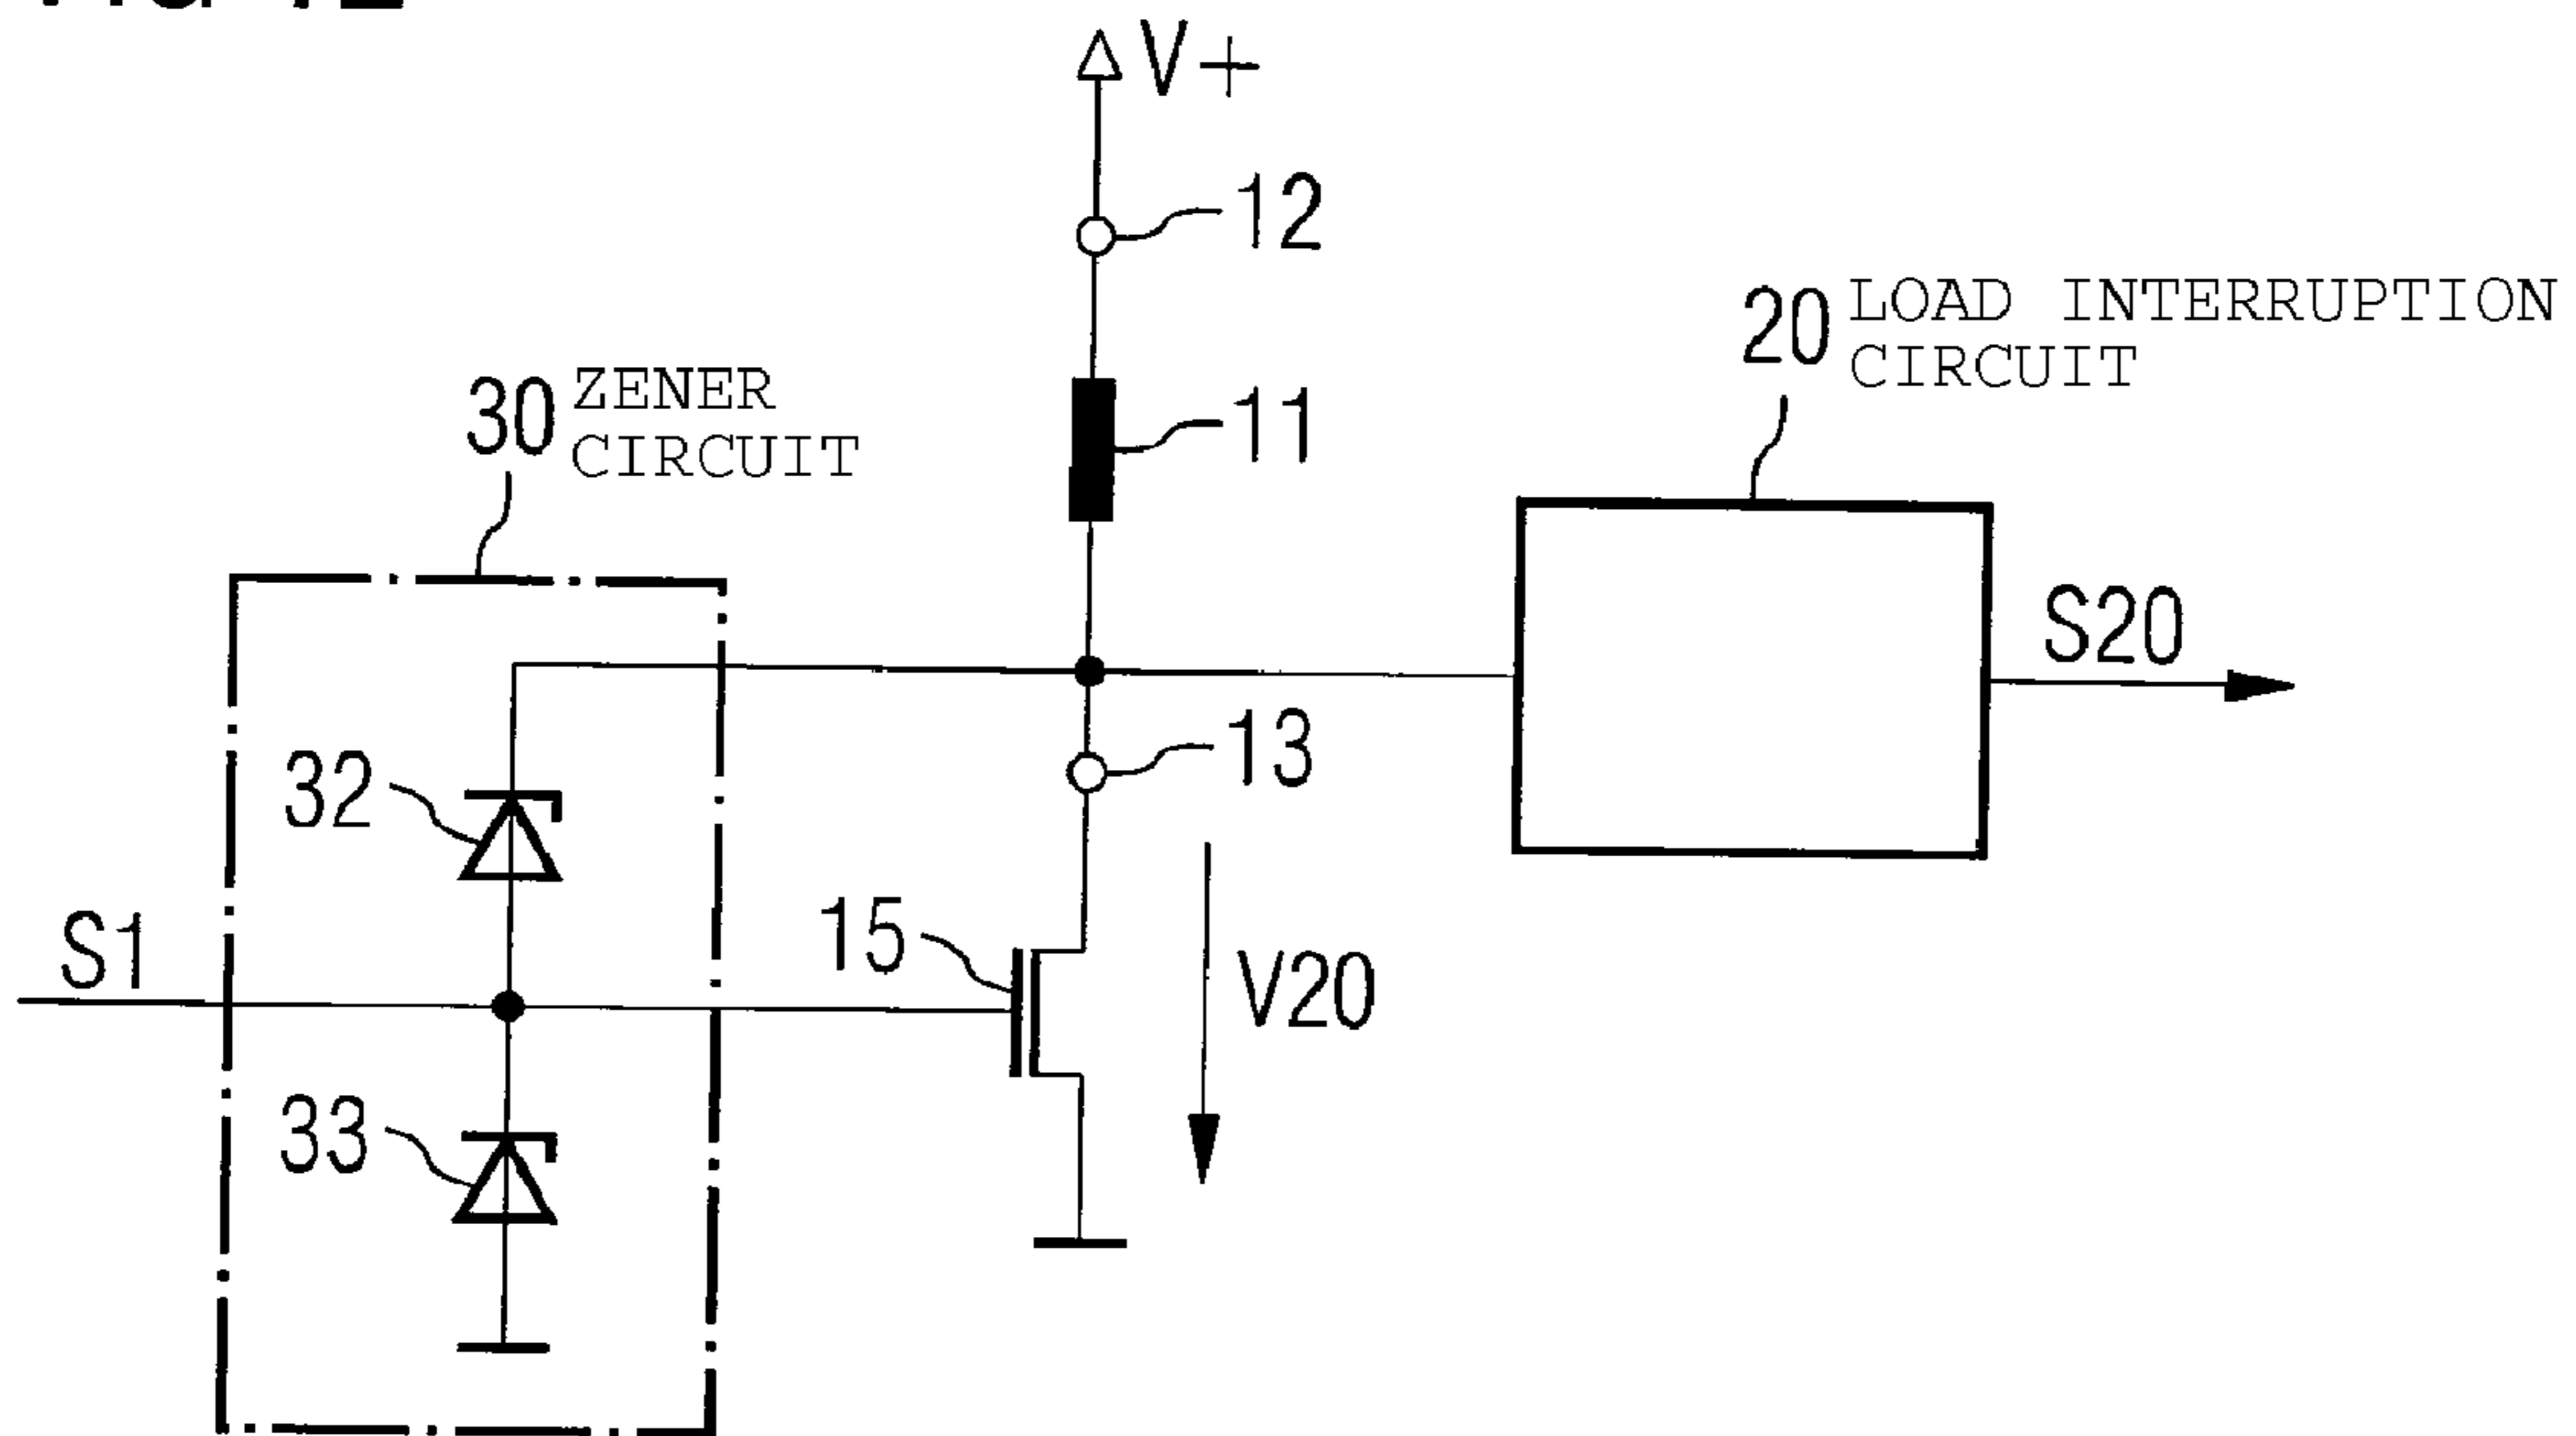 V+
12
20 LOAD INTERRUPTION
CIRCUIT
30 ZENER
CIRCUIT
11
S20
13
32
15
S1
V20
33